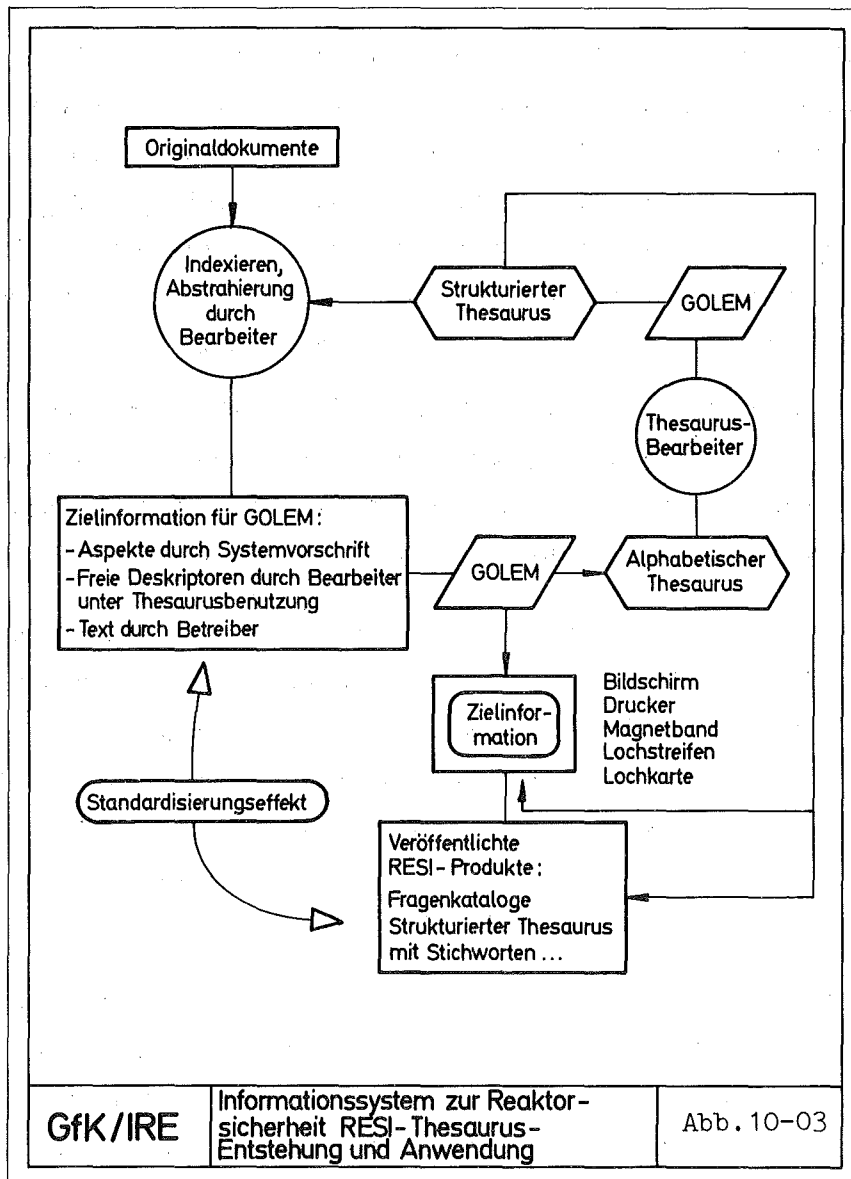 Originaldokumente
Indexieren,
Abstrahierung
durch
Bearbeiter
Strukturierter
Thesaurus
GOLEM
Thesaurus-
Bearbeiter
Zielinformation für GOLEM:
- Aspekte durch Systemvorschrift
- Freie Deskriptoren durch Bearbeiter
unter Thesaurusbenutzung
- Text durch Betreiber
GOLEM
Alphabetischer
Thesaurus
Zielinfor-
mation
Bildschirm
Drucker
Magnetband
Lochstreifen
Lochkarte
Standardisierungseffekt
Veröffentlichte
RESI-Produkte:
Fragenkataloge
Strukturierter Thesaurus
mit Stichworten ...
GfK/IRE
Informationssystem zur Reaktor-
sicherheit RESI-Thesaurus-
Entstehung und Anwendung
Abb.10-03